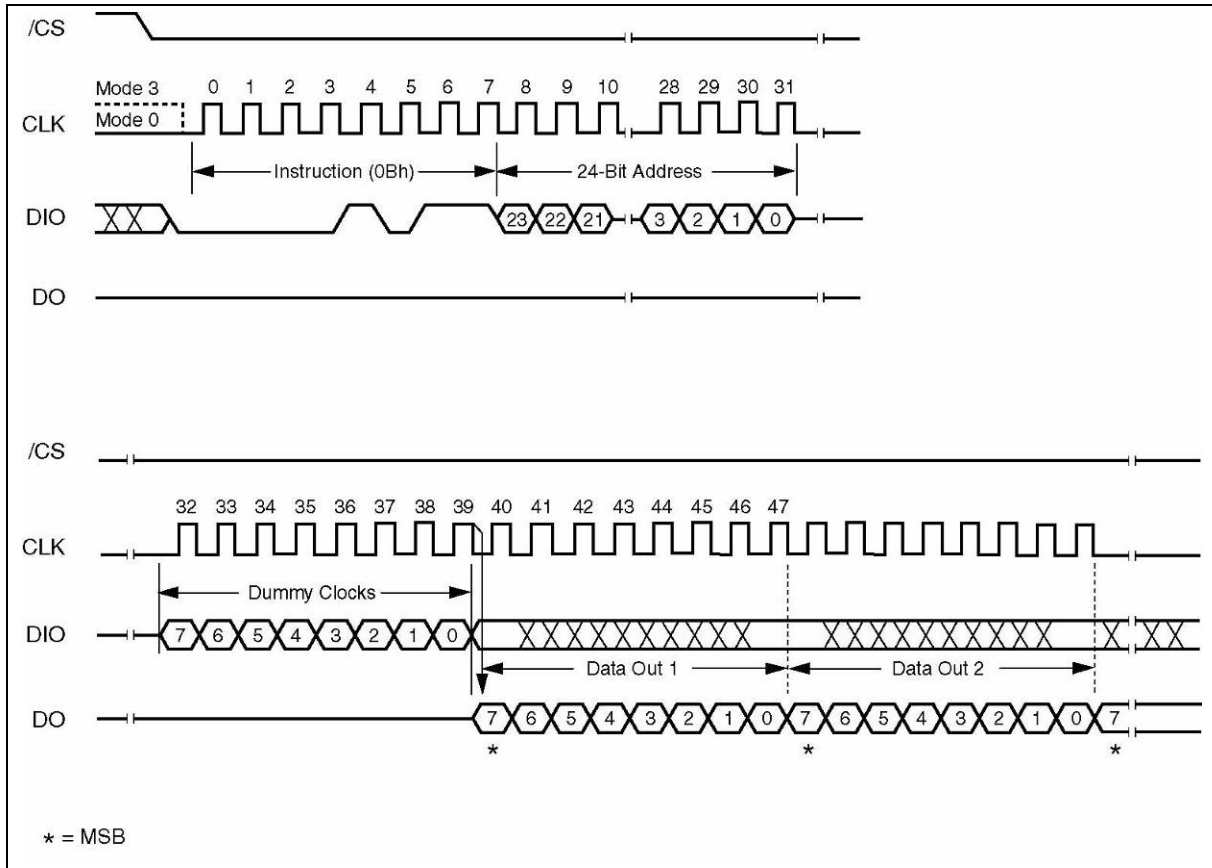 /CS
Mode 3 0 1 2 3 4 5 6 7 8 9 10 28 29 30 31
CLK Mode 0
Instruction (0Bh) 24-Bit Address
DIO 23 22 21 3 2 1 0
DO
/CS
32 33 34 35 36 37 38 39 40 41 42 43 44 45 46 47
CLK
Dummy Clocks
DIO 7 6 5 4 3 2 1 0
Data Out 1 Data Out 2
DO 7 6 5 4 3 2 1 0 7 6 5 4 3 2 1 0 7
* * *
* = MSB